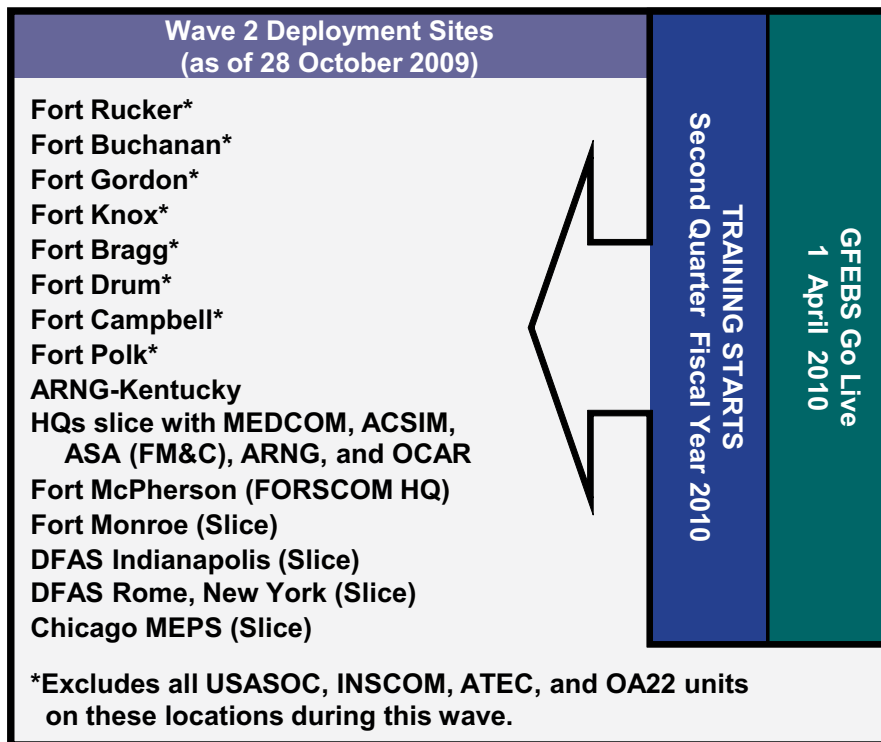 Wave 2 Deployment Sites
(as of 28 October 2009)
Fort Rucker*
Fort Buchanan*
Fort Gordon*
Fort Knox*
Fort Bragg*
Fort Drum*
Fort Campbell*
Fort Polk*
ARNG-Kentucky
HQs slice with MEDCOM, ACSIM,
ASA (FM&C), ARNG, and OCAR
Fort McPherson (FORSCOM HQ)
Fort Monroe (Slice)
DFAS Indianapolis (Slice)
DFAS Rome, New York (Slice)
Chicago MEPS (Slice)
*Excludes all USASOC, INSCOM, ATEC, and OA22 units
on these locations during this wave.
TRAINING STARTS
Second Quarter Fiscal Year 2010
GFEBS Go Live
1 April 2010